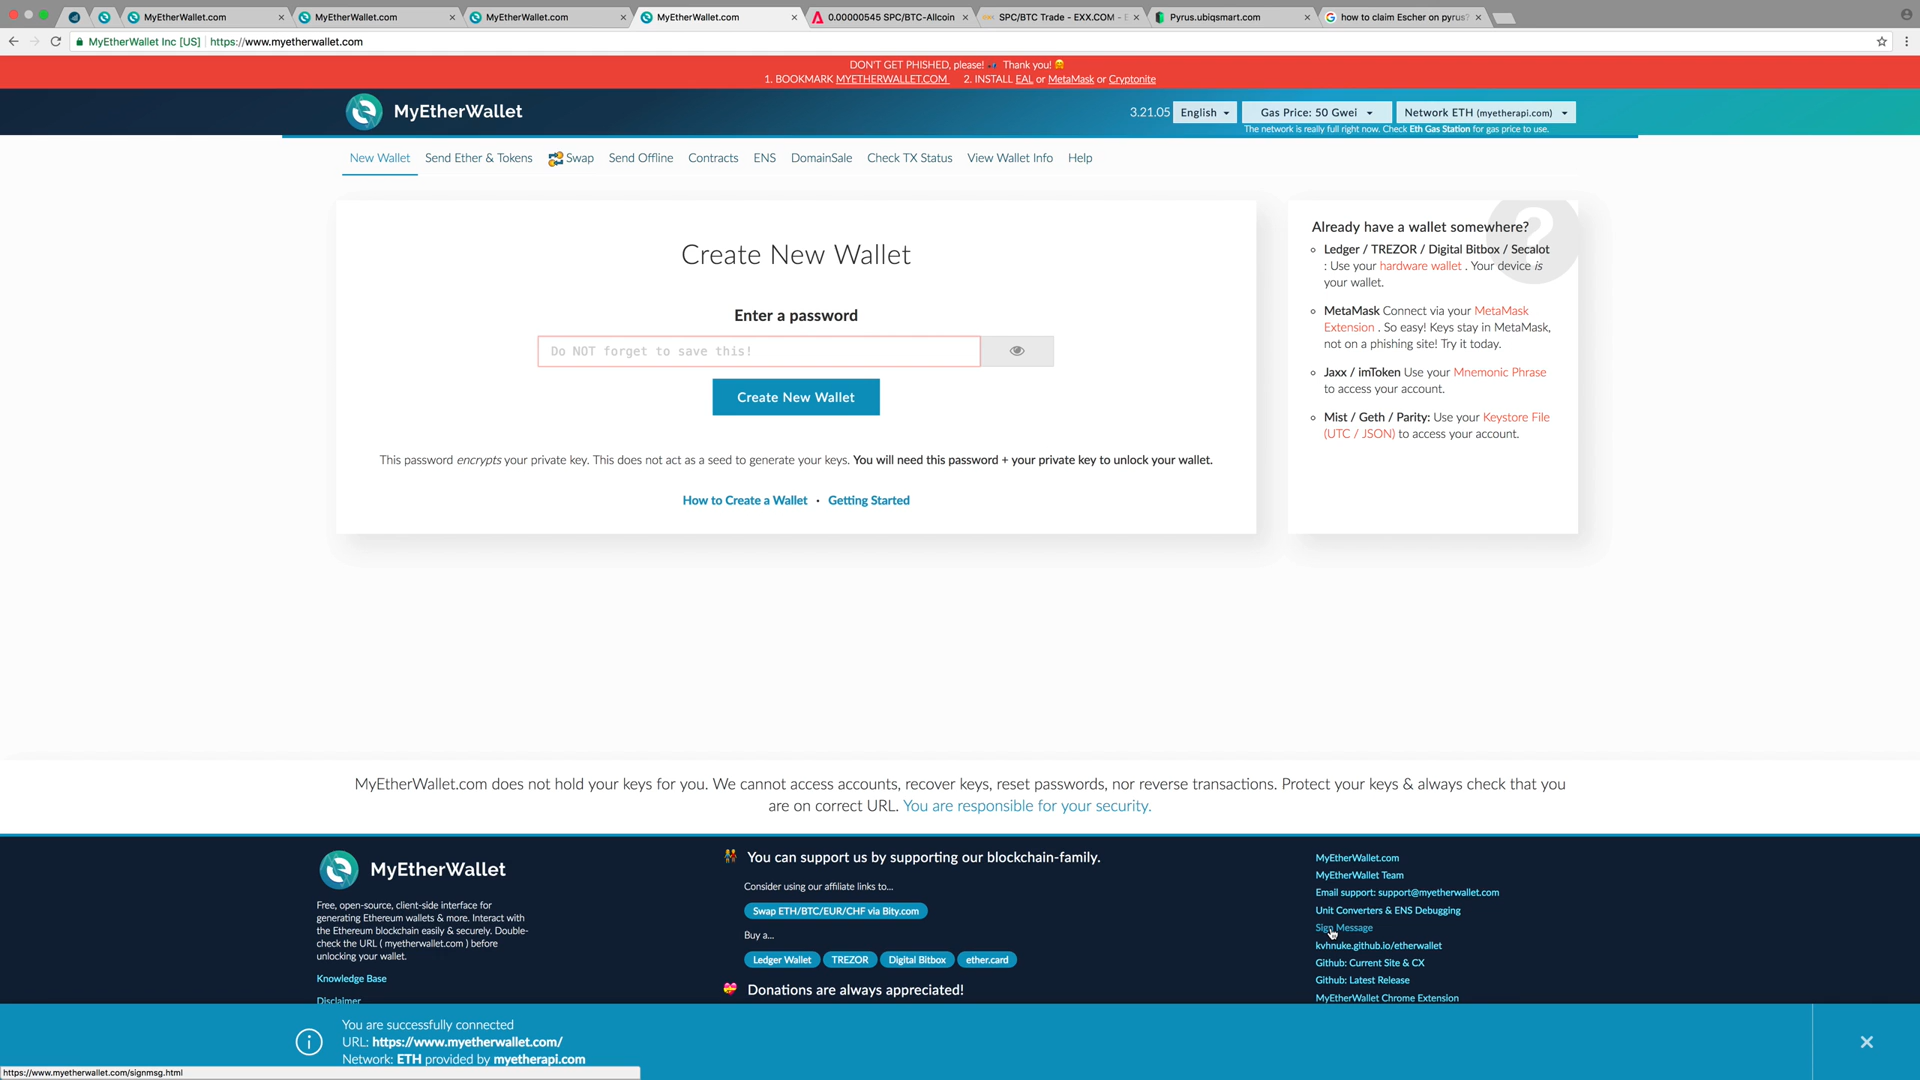 MyEtherWallet
MyEtherWallet
MyEtherWallet
MyEtherWallet
0.00000545 SPC/BTC-Allcoin
SPC/BTC Trade - EXX.COM - E
Pyrus.ubiqsmart.com
how to claim Escher on pyrus?
MyEtherWallet Inc [US] https://www.myetherwallet.com
DON'T GET PHISHED, please! Thank you!
1. BOOKMARK MYETHERWALLET.COM 2. INSTALL EAL or MetaMask or Cryptonite
MyEtherWallet
3.21.05 English Gas Price: 50 Gwei Network ETH (myetherapi.com)
The network is really full right now. Check Eth Gas Station for gas price to use.
New Wallet Send Ether & Tokens Swap Send Offline Contracts ENS DomainSale Check TX Status View Wallet Info Help
Create New Wallet
Enter a password
Do NOT forget to save this!
Create New Wallet
This password encrypts your private key. This does not act as a seed to generate your keys. You will need this password + your private key to unlock your wallet.
How to Create a Wallet · Getting Started
Already have a wallet somewhere?
Ledger / TREZOR / Digital Bitbox / Secalot
: Use your hardware wallet . Your device is
your wallet.
MetaMask Connect via your MetaMask
Extension . So easy! Keys stay in MetaMask,
not on a phishing site! Try it today.
Jaxx / imToken Use your Mnemonic Phrase
to access your account.
Mist / Geth / Parity: Use your Keystore File
(UTC / JSON) to access your account.
MyEtherWallet.com does not hold your keys for you. We cannot access accounts, recover keys, reset passwords, nor reverse transactions. Protect your keys & always check that you
are on correct URL. You are responsible for your security.
MyEtherWallet
Free, open-source, client-side interface for
generating Ethereum wallets & more. Interact with
the Ethereum blockchain easily & securely. Double-
check the URL ( myetherwallet.com ) before
unlocking your wallet.
Knowledge Base
Disclaimer
You can support us by supporting our blockchain-family.
Consider using our affiliate links to...
Swap ETH/BTC/EUR/CHF via Bity.com
Buy a...
Ledger Wallet TREZOR Digital Bitbox ether.card
Donations are always appreciated!
MyEtherWallet.com
MyEtherWallet Team
Email support: support@myetherwallet.com
Unit Converters & ENS Debugging
Sign Message
kvhnuke.github.io/etherwallet
Github: Current Site & CX
Github: Latest Release
MyEtherWallet Chrome Extension
You are successfully connected
URL: https://www.myetherwallet.com/
Network: ETH provided by myetherapi.com
https://www.myetherwallet.com/signmsg.html